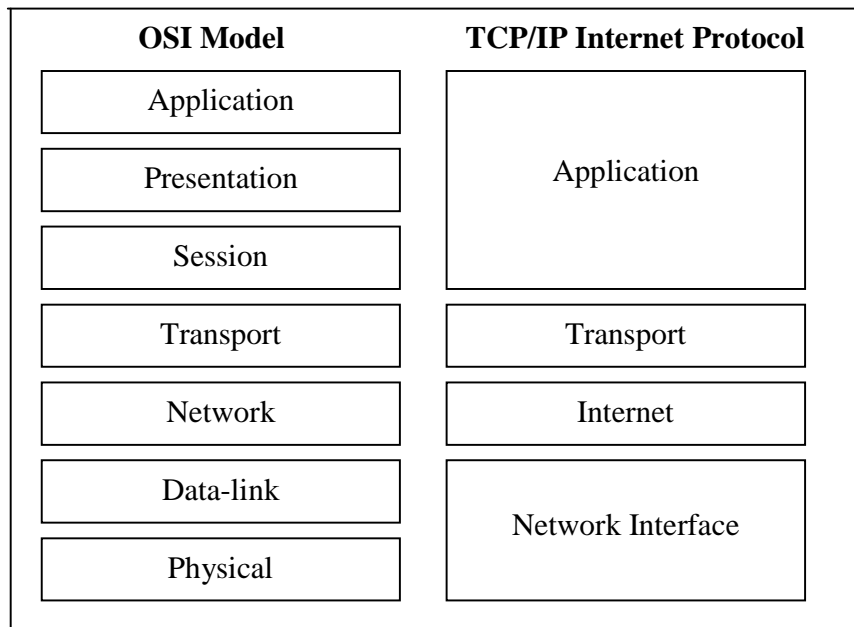 OSI Model
TCP/IP Internet Protocol
Application
Presentation
Session
Transport
Network
Data-link
Physical
Application
Transport
Internet
Network Interface